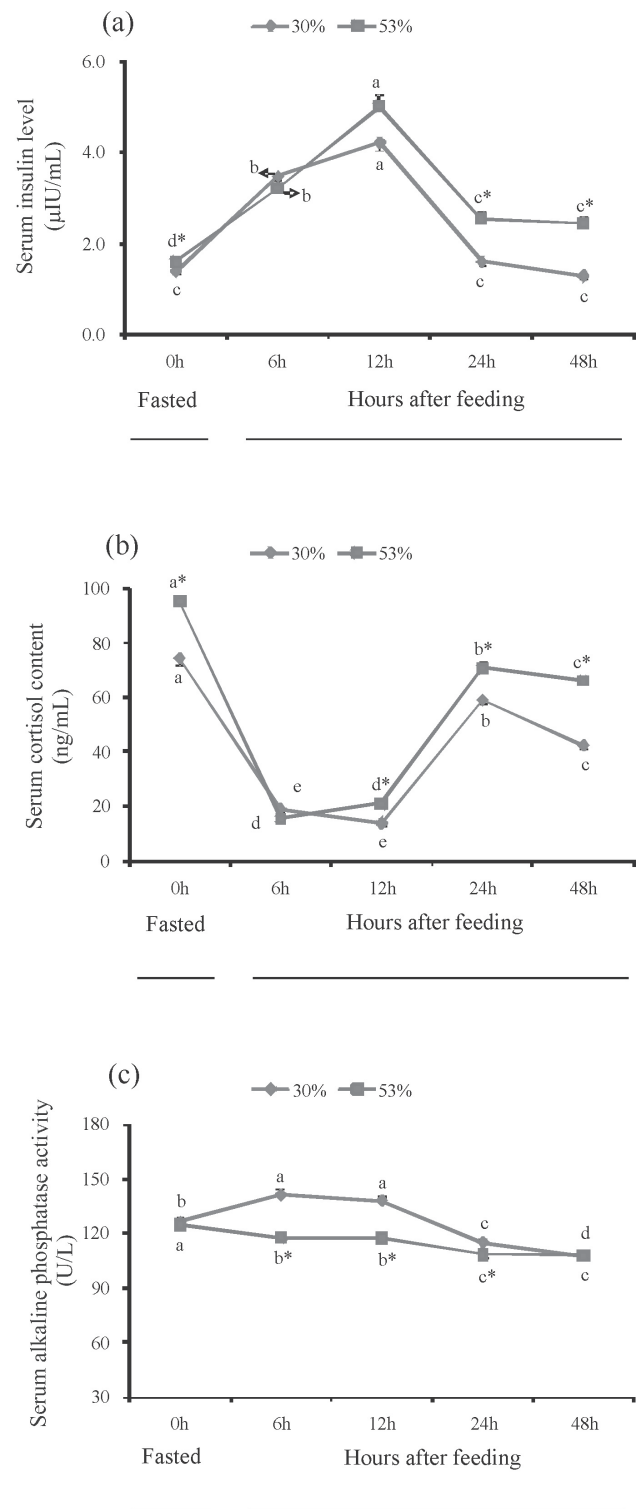 (a)
30% 53%
Serum insulin level
(µIU/mL)
6.0
4.0
2.0
0.0
a
b
b
a
d*
c
c*
c*
c
c
0h 6h 12h 24h 48h
Fasted Hours after feeding
(b)
30% 53%
Serum cortisol content
(ng/mL)
100
80
60
40
20
0
a*
a
e
d
d*
e
b*
b
c*
c
0h 6h 12h 24h 48h
Fasted Hours after feeding
(c)
30% 53%
Serum alkaline phosphatase activity
(U/L)
180
150
120
90
60
30
b
a
a
b*
a
b*
c
c*
d
c
0h 6h 12h 24h 48h
Fasted Hours after feeding